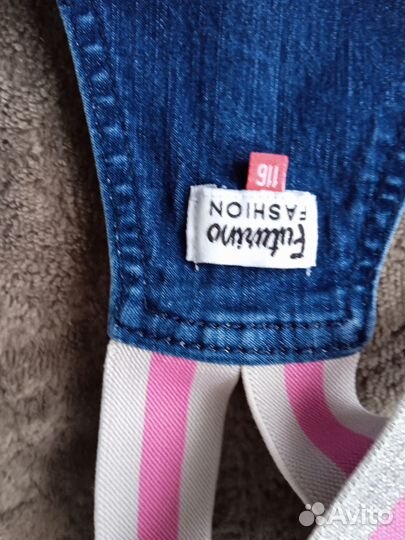 Futurino
FASHION
116
Avito